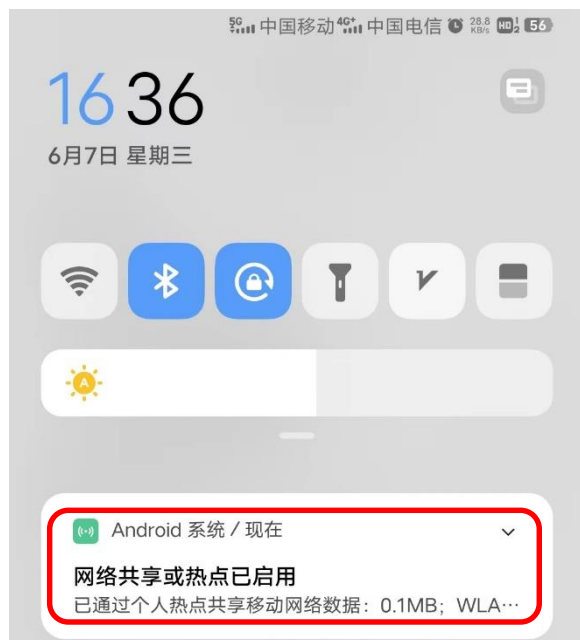 5G 中国移动 4G+ 中国电信 28.8 KB/s HD 1 2 56
16 36
6月7日 星期三
A
Android 系统 / 现在
网络共享或热点已启用
已通过个人热点共享移动网络数据：0.1MB；WLA…